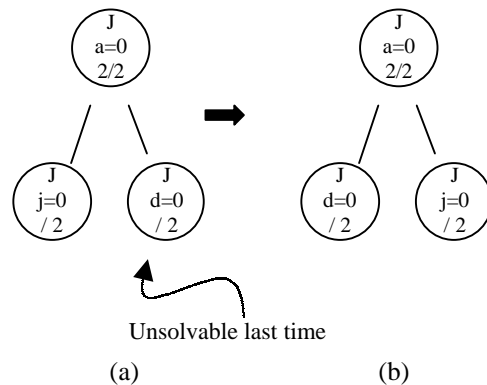 J
a=0
2/2
J
a=0
2/2
J
j=0
/ 2
J
d=0
/ 2
J
d=0
/ 2
J
j=0
/ 2
Unsolvable last time
(a)
(b)